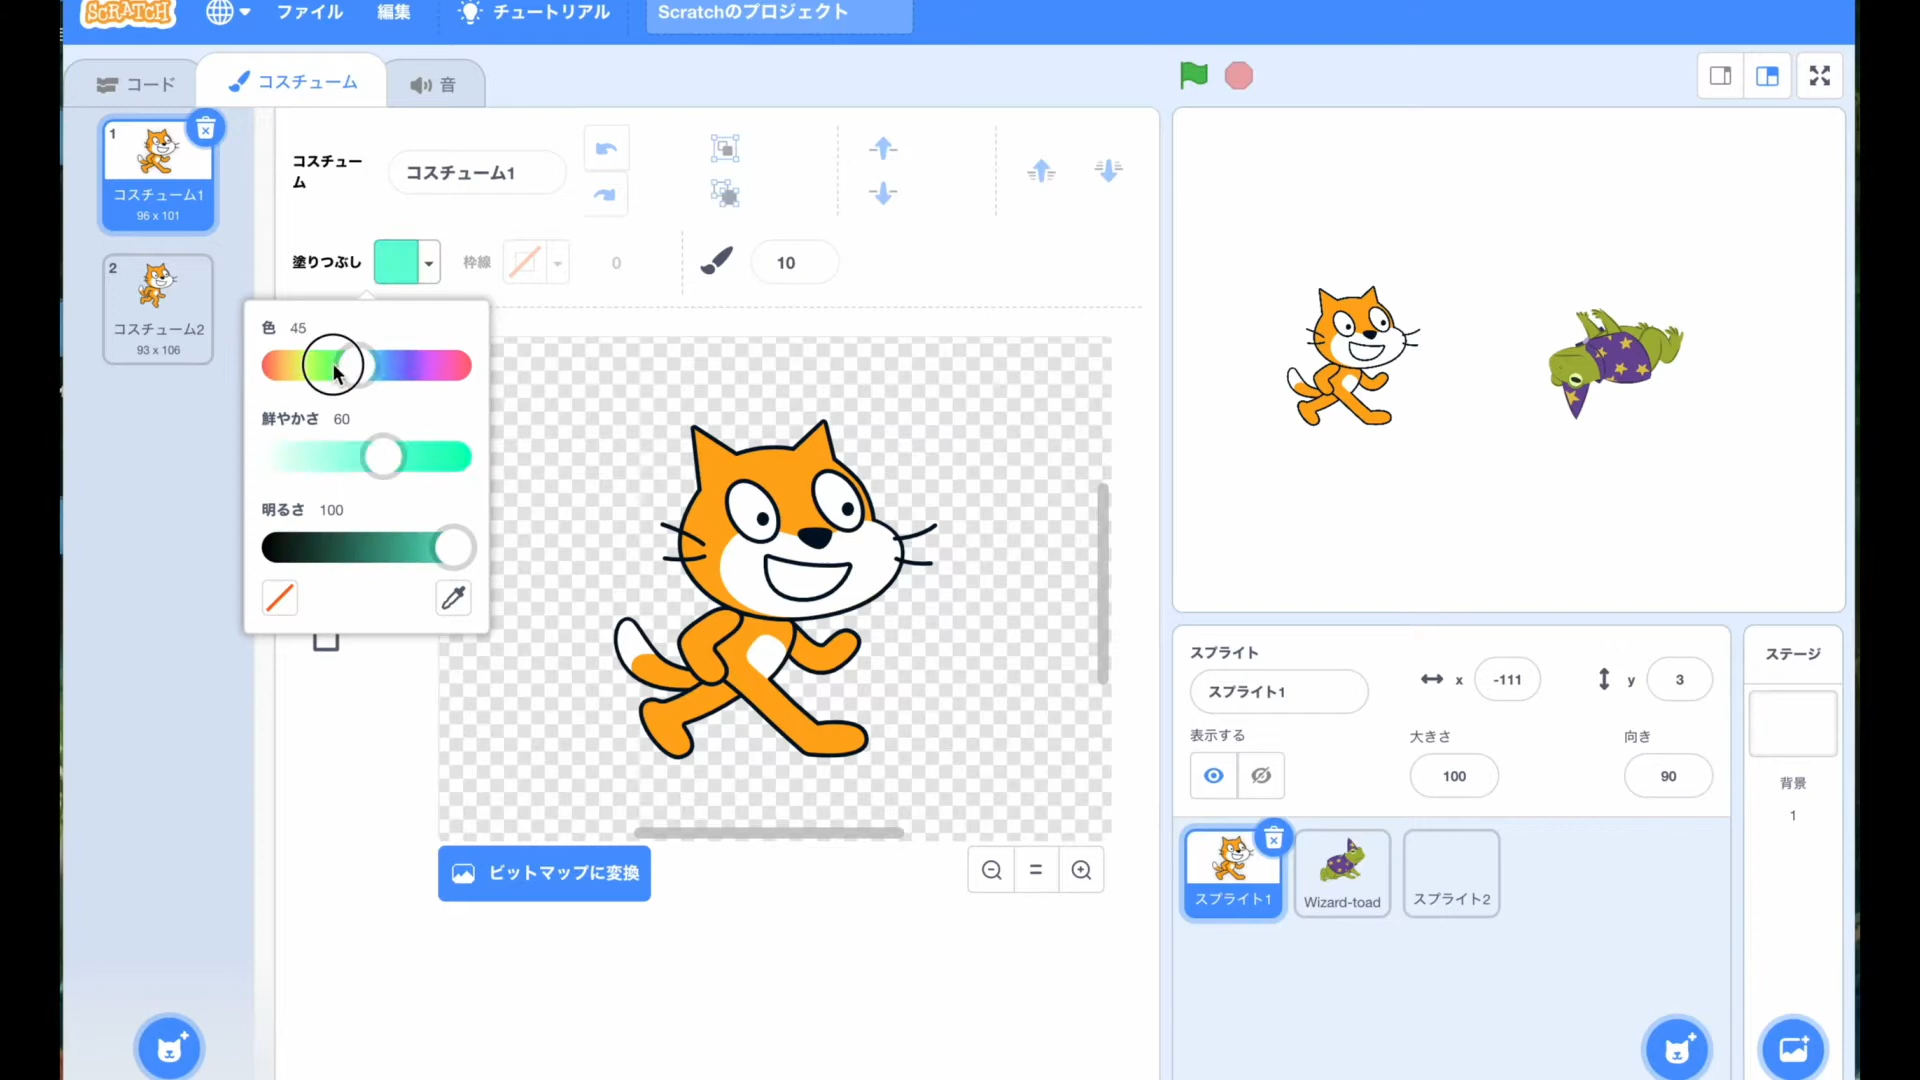 SCRATCH
ファイル
編集
チュートリアル
Scratchのプロジェクト
コード
コスチューム
音
1
コスチューム1
96 x 101
2
コスチューム2
93 x 106
コスチュー
ム
コスチューム1
塗りつぶし
枠線
0
10
色 45
鮮やかさ 60
明るさ 100
ビットマップに変換
スプライト
スプライト1
x
-111
y
3
表示する
大きさ
100
向き
90
スプライト1
Wizard-toad
スプライト2
ステージ
背景
1